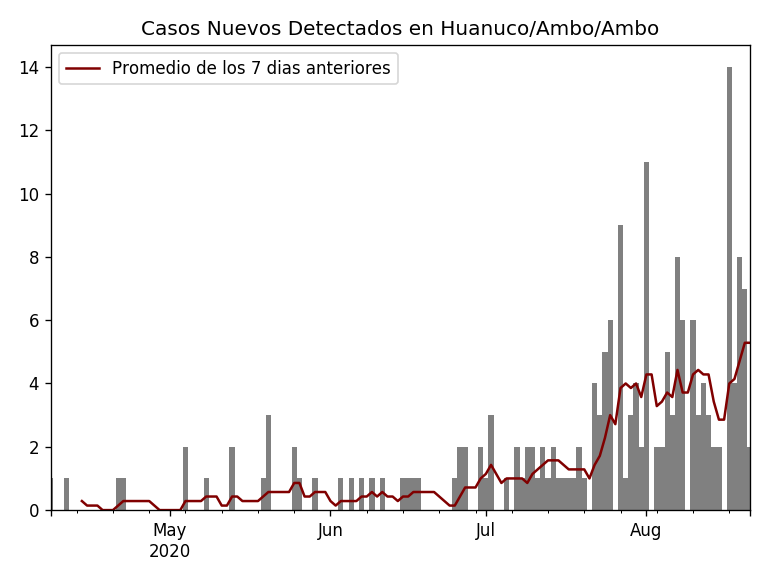 Casos Nuevos Detectados en Huanuco/Ambo/Ambo
Promedio de los 7 dias anteriores
14
12
10
8
6
4
2
0
May
2020
Jun
Jul
Aug